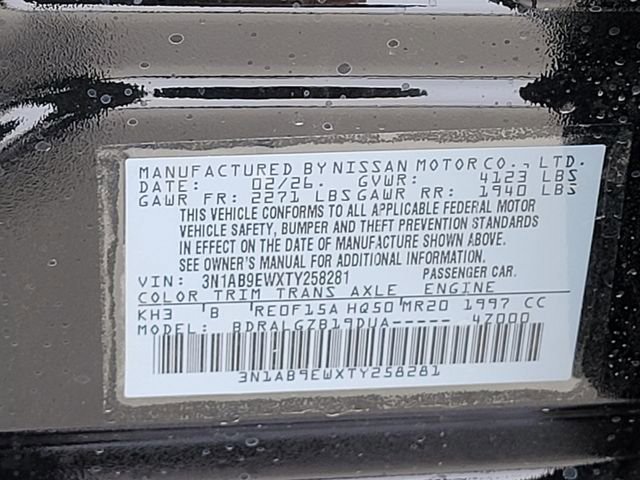 MANUFACTURED BY NISSAN MOTOR CO., LTD.
DATE: 02/26. GVWR: 4123 LBS
GAWR FR: 2271 LBS GAWR RR: 1940 LBS
THIS VEHICLE CONFORMS TO ALL APPLICABLE FEDERAL MOTOR
VEHICLE SAFETY, BUMPER AND THEFT PREVENTION STANDARDS
IN EFFECT ON THE DATE OF MANUFACTURE SHOWN ABOVE.
SEE OWNER'S MANUAL FOR ADDITIONAL INFORMATION.
VIN: 3N1AB9EWXTY258281 PASSENGER CAR.
COLOR TRIM TRANS AXLE ENGINE
KH3 B RE0F15A HQ50 MR20 1997 CC
MODEL: BDRALGZB19DUA----- 4Z000
3N1AB9EWXTY258281